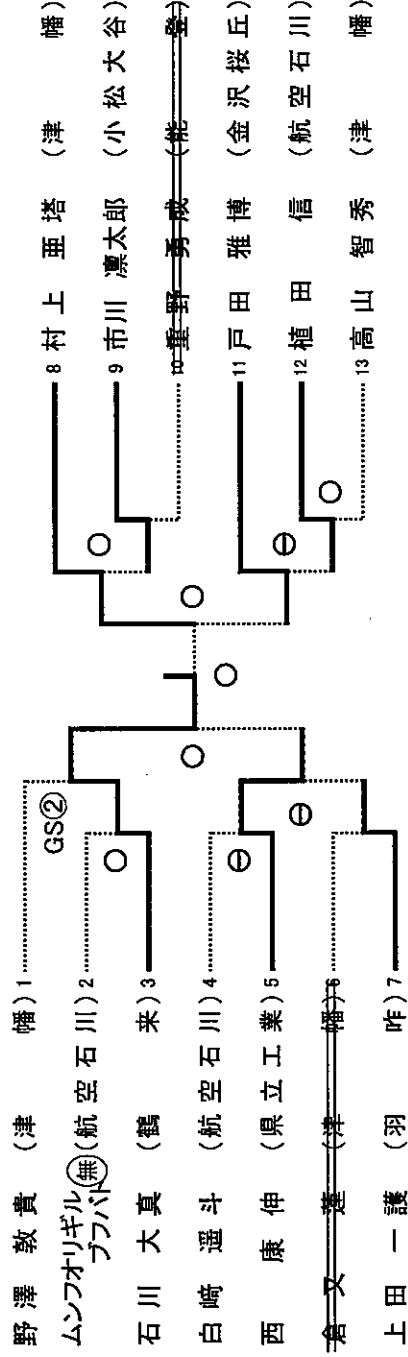 野澤 敦貴 (津 幡) 1
ムンフオリギル ブフバト ㊡ (航空石川) 2
石川 大真 (鶴 来) 3
白崎 遥斗 (航空石川) 4
西 康伸 (県立工業) 5
倉又 蓮 (津 幡) 6
上田 一護 (羽 咋) 7
GS②
8 村上 亜塔 (津 幡)
9 市川 凛太郎 (小松大谷)
10 重野 勇成 (能 登)
11 戸田 雅博 (金沢桜丘)
12 植田 信 (航空石川)
13 高山 智秀 (津 幡)